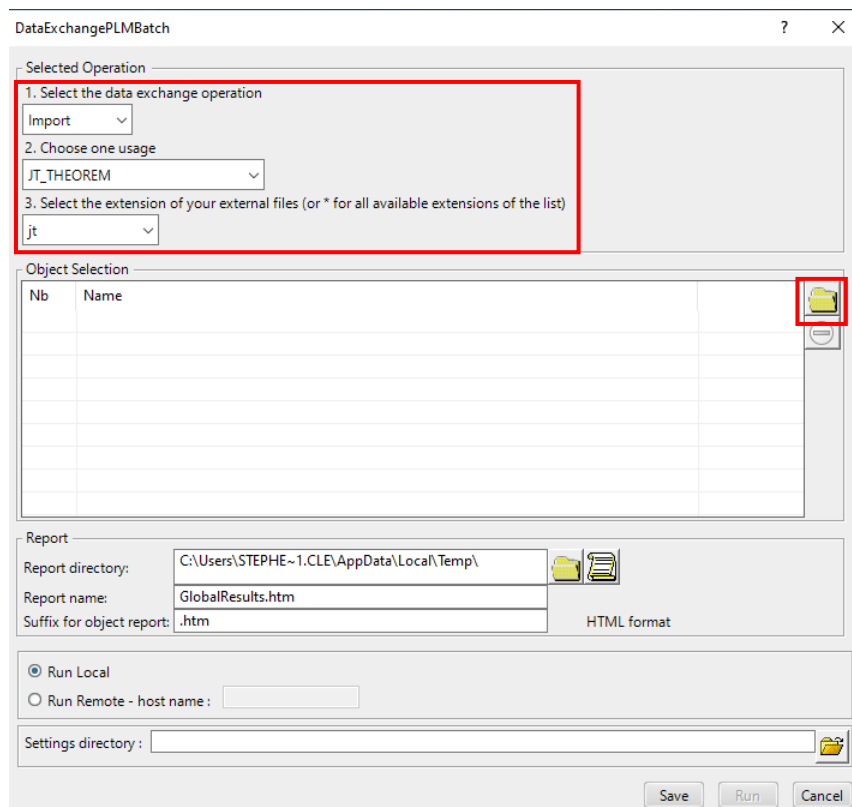 DataExchangePLMBatch ? ×
Selected Operation
1. Select the data exchange operation
Import
2. Choose one usage
JT_THEOREM
3. Select the extension of your external files (or * for all available extensions of the list)
jt
Object Selection
Nb Name
Report
Report directory: C:\Users\STEPHE~1.CLE\AppData\Local\Temp\
Report name: GlobalResults.htm
Suffix for object report: .htm HTML format
Run Local
Run Remote - host name :
Settings directory :
Save Run Cancel